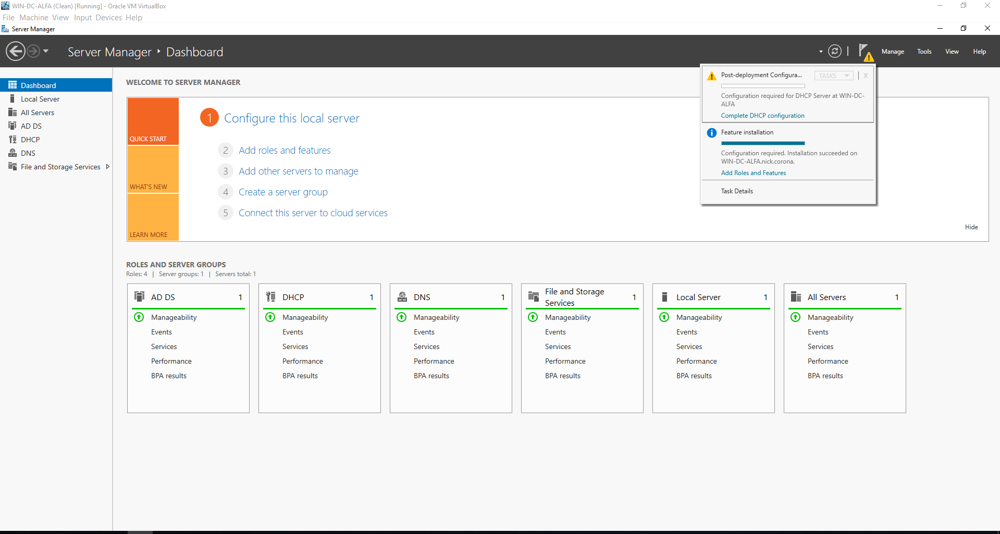 WIN-DC-ALFA (Clean) [Running] - Oracle VM VirtualBox
File Machine View Input Devices Help
Server Manager
Server Manager ‣ Dashboard
Manage Tools View Help
Dashboard
Local Server
All Servers
AD DS
DHCP
DNS
File and Storage Services
WELCOME TO SERVER MANAGER
QUICK START
WHAT'S NEW
LEARN MORE
1 Configure this local server
2 Add roles and features
3 Add other servers to manage
4 Create a server group
5 Connect this server to cloud services
Hide
Post-deployment Configura... TASKS X
Configuration required for DHCP Server at WIN-DC-
ALFA
Complete DHCP configuration
Feature installation
Configuration required. Installation succeeded on
WIN-DC-ALFA.nick.corona.
Add Roles and Features
Task Details
ROLES AND SERVER GROUPS
Roles: 4 | Server groups: 1 | Servers total: 1
AD DS 1
Manageability
Events
Services
Performance
BPA results
DHCP 1
Manageability
Events
Services
Performance
BPA results
DNS 1
Manageability
Events
Services
Performance
BPA results
File and Storage
Services 1
Manageability
Events
Services
Performance
BPA results
Local Server 1
Manageability
Events
Services
Performance
BPA results
All Servers 1
Manageability
Events
Services
Performance
BPA results